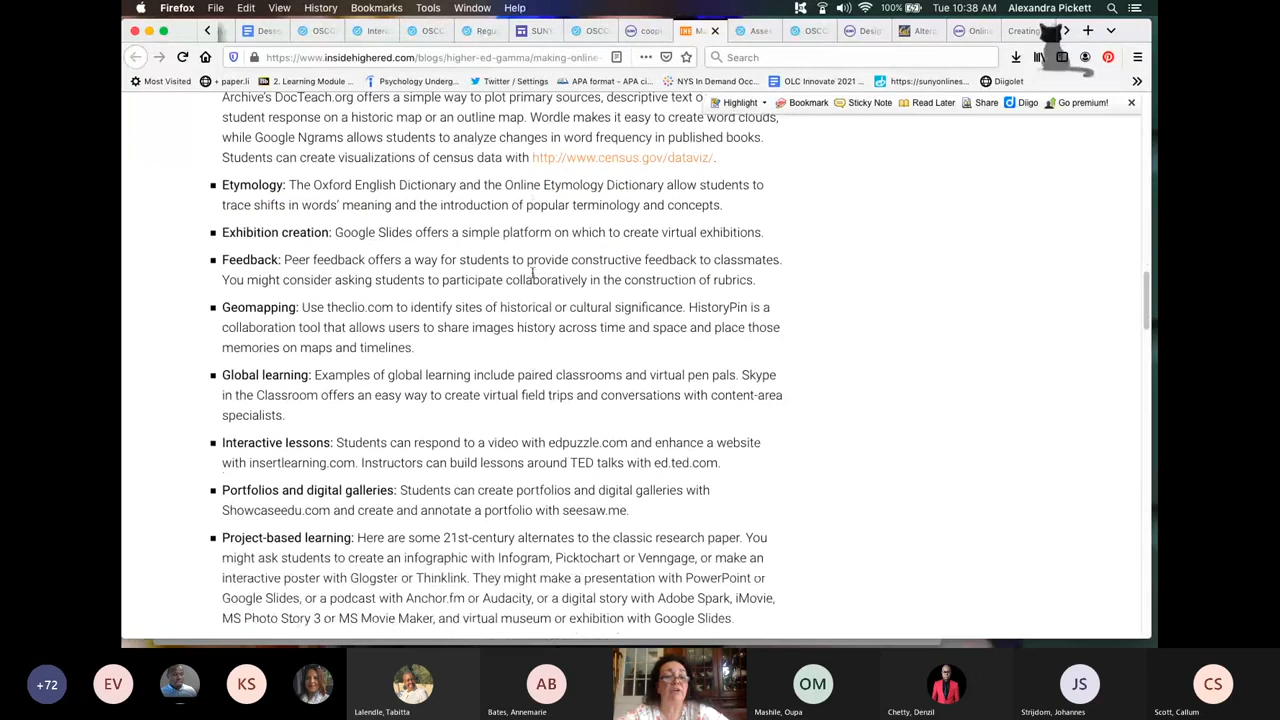 Firefox File Edit View History Bookmarks Tools Window Help
100% Tue 10:38 AM Alexandra Pickett
Desse OSCC Intera OSCC Regu SUNY OSCC coopi Ma Asse OSCO Desig Altern Online Creating
https://www.insidehighered.com/blogs/higher-ed-gamma/making-online- Search
Most Visited + paper.li 2. Learning Module ... Psychology Underg... Twitter / Settings APA format - APA ci... NYS In Demand Occ... OLC Innovate 2021 ... https://sunyonlines... Diigolet
Highlight Bookmark Sticky Note Read Later Share Diigo Go premium!
Archive's DocTeach.org offers a simple way to plot primary sources, descriptive text o
student response on a historic map or an outline map. Wordle makes it easy to create word clouds,
while Google Ngrams allows students to analyze changes in word frequency in published books.
Students can create visualizations of census data with http://www.census.gov/dataviz/.
Etymology: The Oxford English Dictionary and the Online Etymology Dictionary allow students to
trace shifts in words' meaning and the introduction of popular terminology and concepts.
Exhibition creation: Google Slides offers a simple platform on which to create virtual exhibitions.
Feedback: Peer feedback offers a way for students to provide constructive feedback to classmates.
You might consider asking students to participate collaboratively in the construction of rubrics.
Geomapping: Use theclio.com to identify sites of historical or cultural significance. HistoryPin is a
collaboration tool that allows users to share images history across time and space and place those
memories on maps and timelines.
Global learning: Examples of global learning include paired classrooms and virtual pen pals. Skype
in the Classroom offers an easy way to create virtual field trips and conversations with content-area
specialists.
Interactive lessons: Students can respond to a video with edpuzzle.com and enhance a website
with insertlearning.com. Instructors can build lessons around TED talks with ed.ted.com.
Portfolios and digital galleries: Students can create portfolios and digital galleries with
Showcaseedu.com and create and annotate a portfolio with seesaw.me.
Project-based learning: Here are some 21st-century alternates to the classic research paper. You
might ask students to create an infographic with Infogram, Picktochart or Venngage, or make an
interactive poster with Glogster or Thinklink. They might make a presentation with PowerPoint or
Google Slides, or a podcast with Anchor.fm or Audacity, or a digital story with Adobe Spark, iMovie,
MS Photo Story 3 or MS Movie Maker, and virtual museum or exhibition with Google Slides.
+72 EV KS AB OM JS CS
Lalendle, Tabitta Bates, Annemarie Mashile, Oupa Chetty, Denzil Strijdom, Johannes Scott, Callum